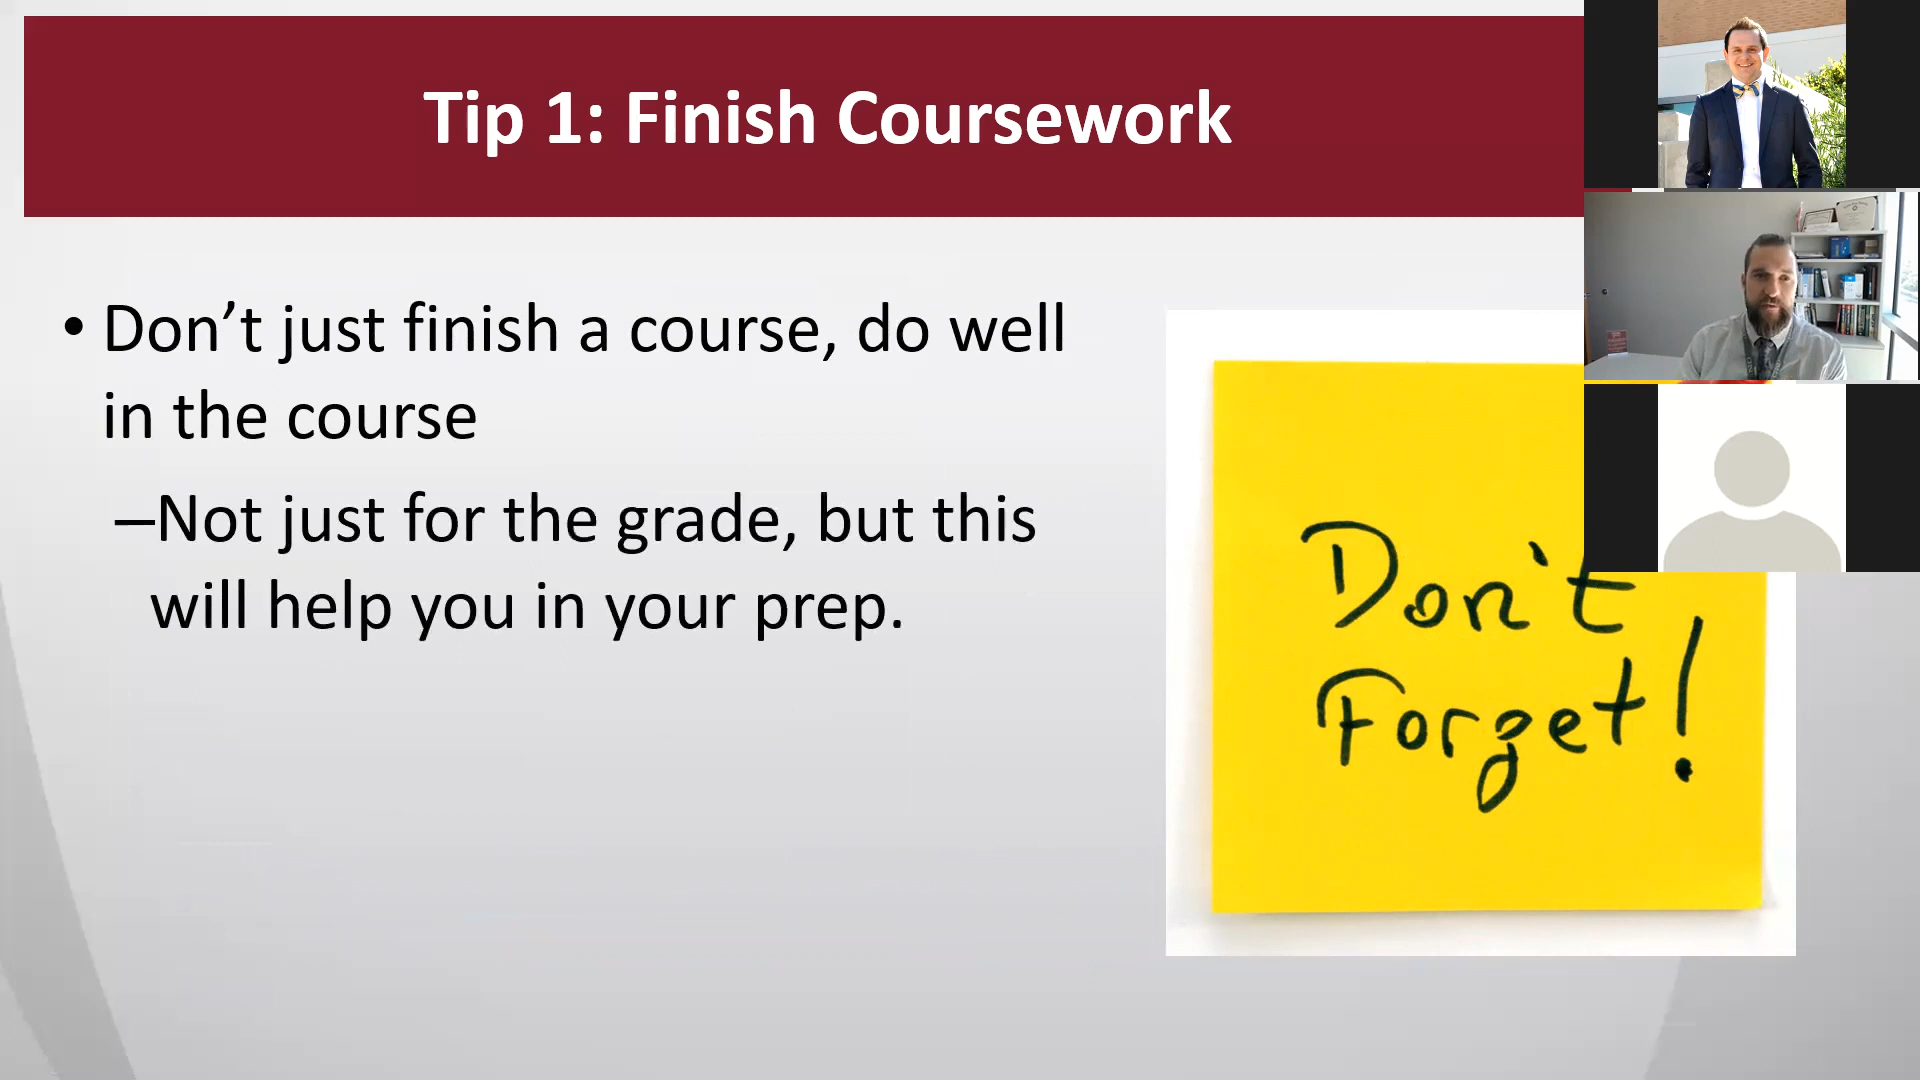 Tip 1: Finish Coursework
• Don’t just finish a course, do well
in the course
–Not just for the grade, but this
will help you in your prep.
Don't
Forget!